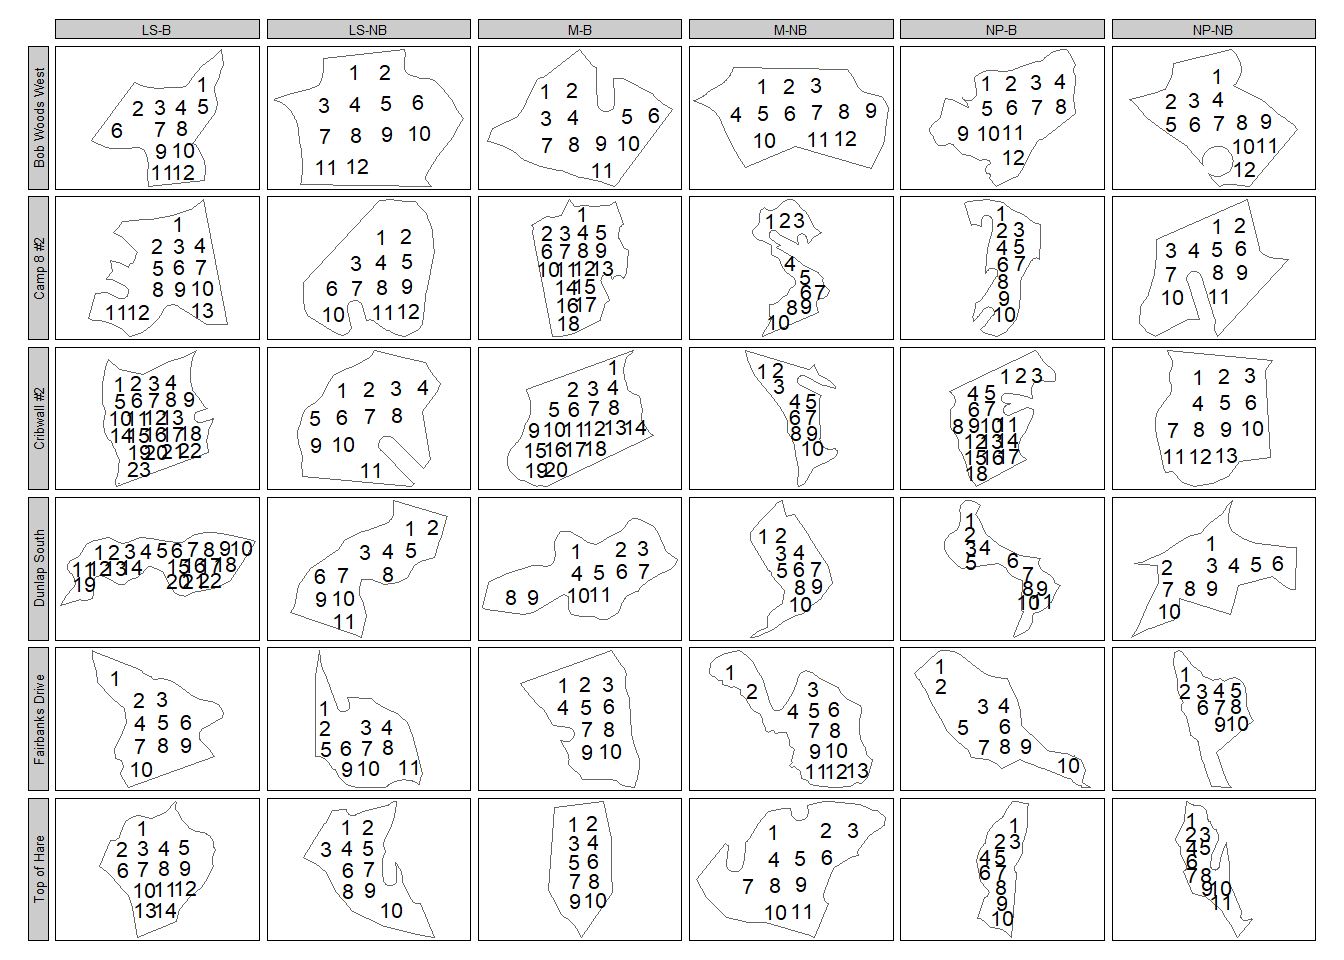 LS-B LS-NB M-B M-NB NP-B NP-NB
Bob Woods West
1
2 3 4 5
6 7 8
9 10
11 12
1 2
3 4 5 6
7 8 9 10
11 12
1 2
3 4 5 6
7 8 9 10
11
1 2 3
4 5 6 7 8 9
10 11 12
1 2 3 4
5 6 7 8
9 10 11
12
1
2 3 4
5 6 7 8 9
10 11
12
Camp 8 #2
1
2 3 4
5 6 7
8 9 10
11 12 13
1 2
3 4 5
6 7 8 9
10 11 12
1
2 3 4 5
6 7 8 9
10 11 12 13
14 15
16 17
18
1 2 3
4
5
6 7
8 9
10
1
2 3
4 5
6 7
8
9
10
1 2
3 4 5 6
7 8 9
10 11
Cribwall #2
1 2 3 4
5 6 7 8 9
10 11 12 13
14 15 16 17 18
19 20 21 22
23
1 2 3 4
5 6 7 8
9 10
11
1
2 3 4
5 6 7 8
9 10 11 12 13 14
15 16 17 18
19 20
1 2
3
4 5
6 7
8 9
10
1 2 3
4 5
6 7
8 9 10 11
12 13 14
15 16 17
18
1 2 3
4 5 6
7 8 9 10
11 12 13
Dunlap South
1 2 3 4 5 6 7 8 9 10
11 12 13 14 15 16 17 18
19 20 21 22
1 2
3 4 5
6 7 8
9 10
11
1 2 3
4 5 6 7
8 9 10 11
1 2
3 4
5 6 7
8 9
10
1
2
3 4
5 6
7
8 9
10 11
1
2 3 4 5 6
7 8 9
10
Fairbanks Drive
1
2 3
4 5 6
7 8 9
10
1
2 3 4
5 6 7 8
9 10 11
1 2 3
4 5 6
7 8
9 10
1
2 3
4 5 6
7 8
9 10
11 12 13
1
2
3 4
5 6
7 8 9
10
1
2 3 4 5
6 7 8
9 10
Top of Hare
1
2 3 4 5
6 7 8 9
10 11 12
13 14
1 2
3 4 5
6 7
8 9
10
1 2
3 4
5 6
7 8
9 10
1 2 3
4 5 6
7 8 9
10 11
1
2 3
4 5
6 7
8
9
10
1
2 3
4 5
6
7 8
9 10
11